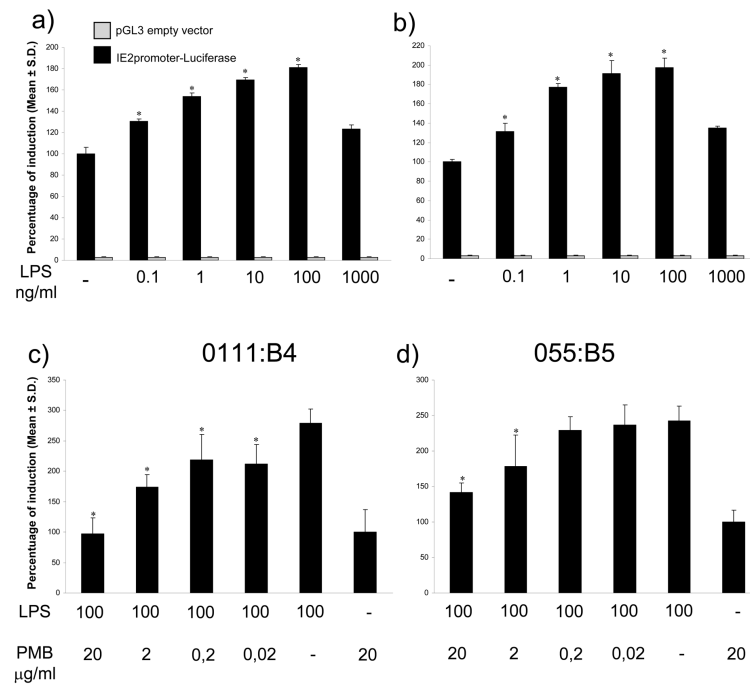 a)
pGL3 empty vector
IE2promoter-Luciferase
Percentuage of induction (Mean ± S.D.)
200
180
160
140
120
100
80
60
40
20
0
* * * *
LPS ng/ml
- 0.1 1 10 100 1000
b)
220
200
180
160
140
120
100
80
60
40
20
0
* * * *
- 0.1 1 10 100 1000
c) 0111:B4
Percentuage of induction (Mean ± S.D.)
350
300
250
200
150
100
50
0
* * * *
LPS 100 100 100 100 100 -
PMB μg/ml 20 2 0,2 0,02 - 20
d) 055:B5
300
250
200
150
100
50
0
* *
100 100 100 100 100 -
20 2 0,2 0,02 - 20